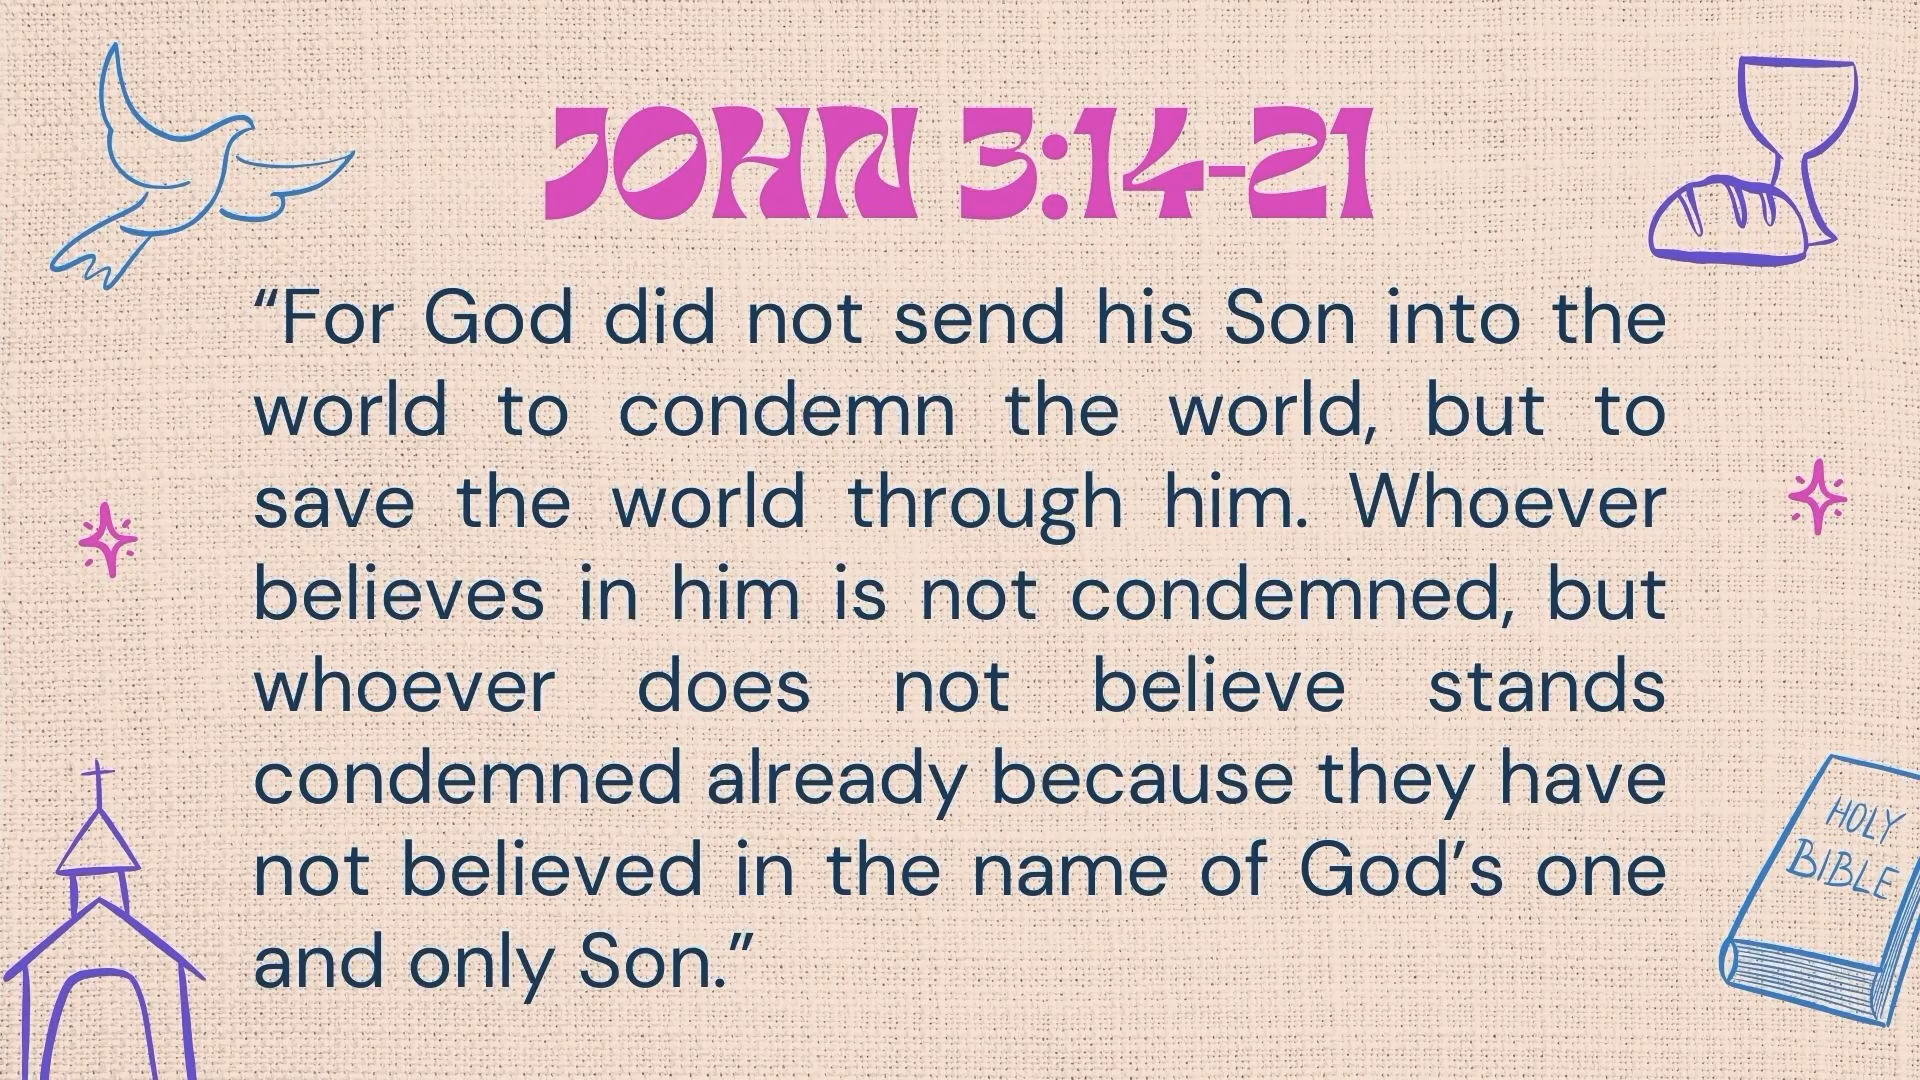 JOHN 3:14-21
“For God did not send his Son into the
world to condemn the world, but to
save the world through him. Whoever
believes in him is not condemned, but
whoever does not believe stands
condemned already because they have
not believed in the name of God’s one
and only Son.”
HOLY
BIBLE